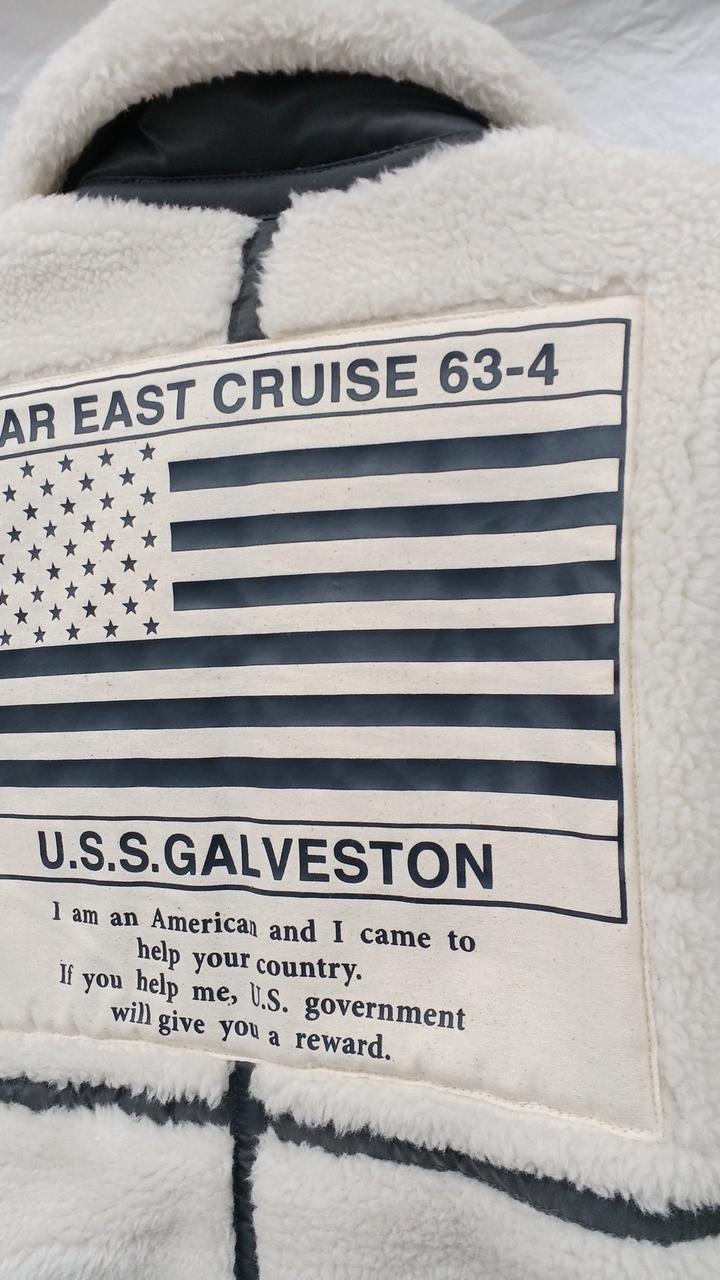 AR EAST CRUISE 63-4
U.S.S.GALVESTON
I am an American and I came to
help your country.
If you help me, U.S. government
will give you a reward.